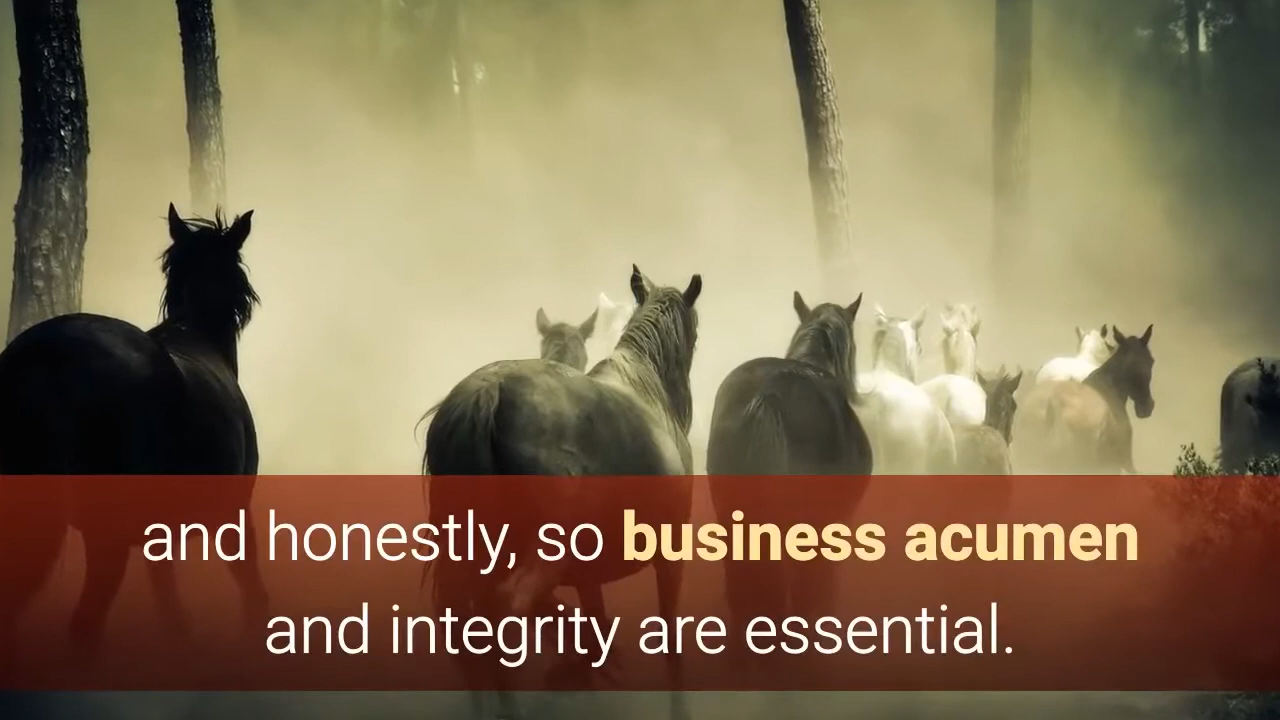 and honestly, so business acumen
and integrity are essential.